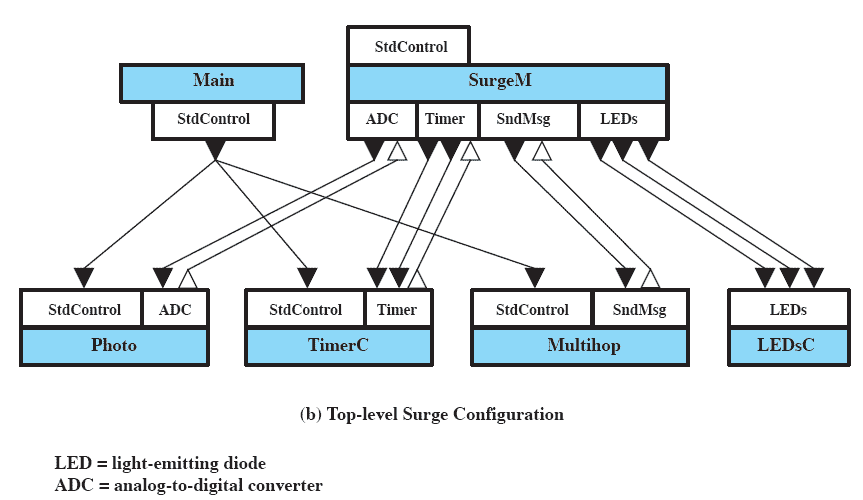 StdControl
Main
SurgeM
StdControl
ADC Timer SndMsg LEDs
StdControl ADC StdControl Timer StdControl SndMsg LEDs
Photo TimerC Multihop LEDsC
(b) Top-level Surge Configuration
LED = light-emitting diode
ADC = analog-to-digital converter